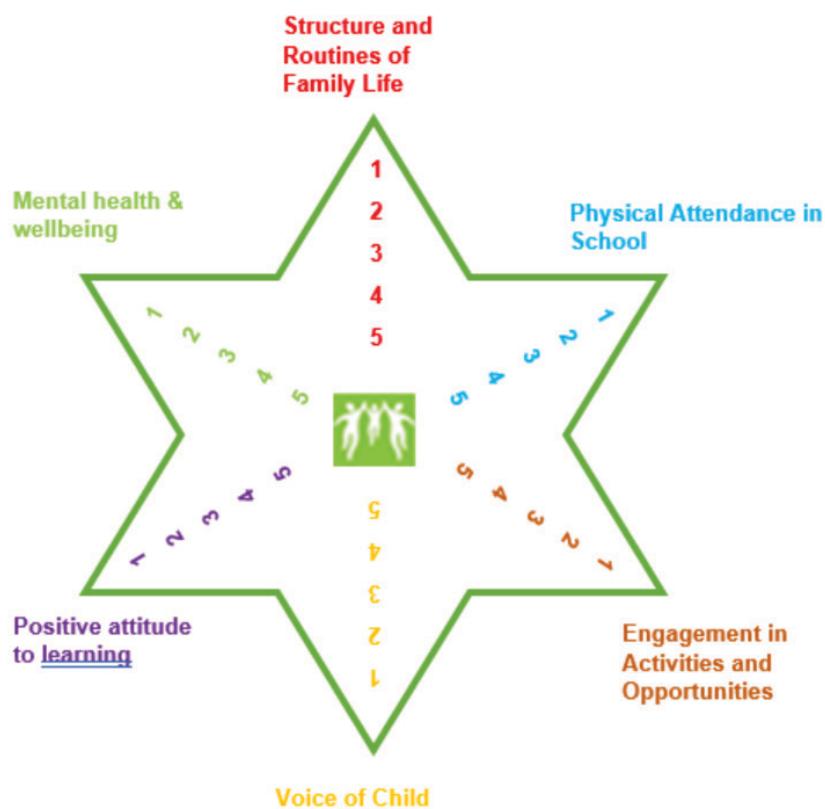 Structure and
Routines of
Family Life
1
2
3
4
5
Mental health &
wellbeing
1
2
3
4
5
Physical Attendance in
School
1
2
3
4
5
Positive attitude
to learning
1
2
3
4
5
Engagement in
Activities and
Opportunities
5
4
3
2
1
Voice of Child
5
4
3
2
1